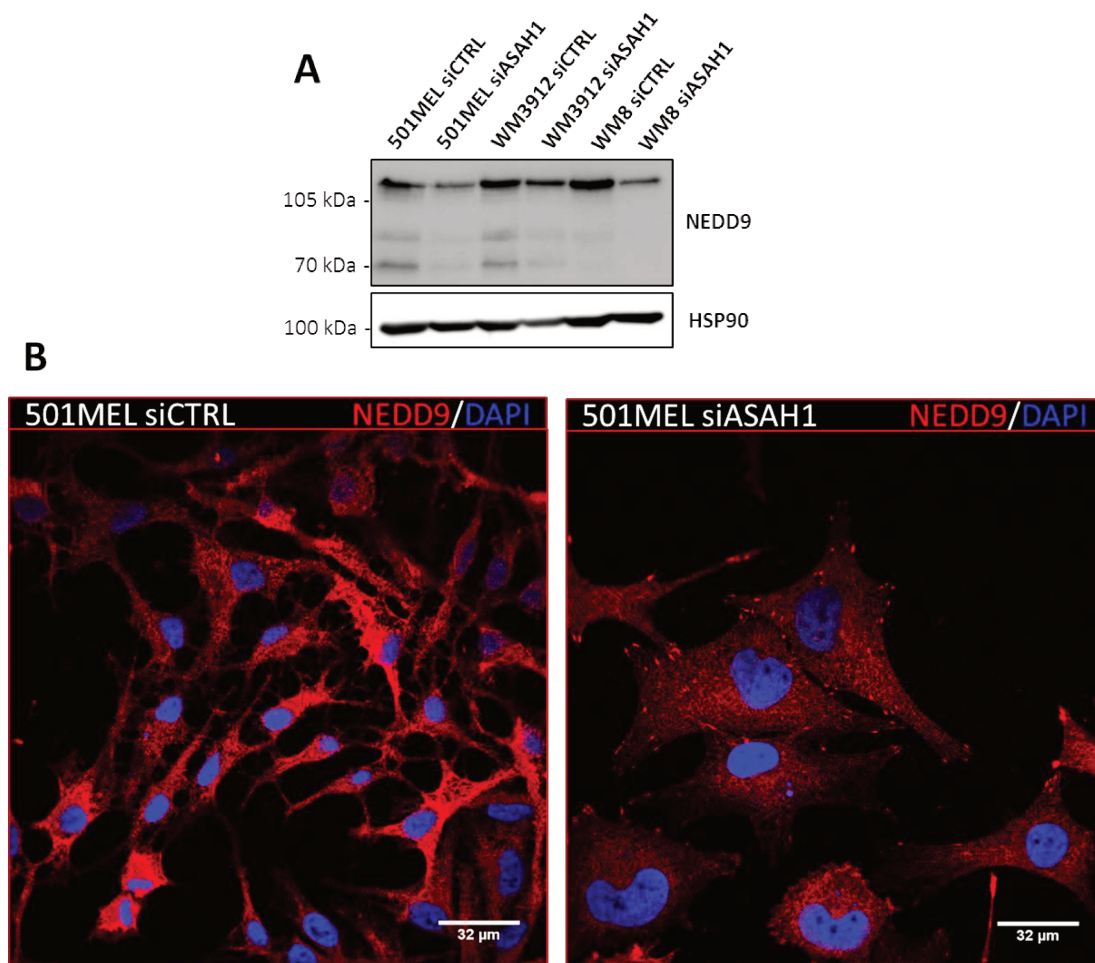 A
501MEL siCTRL
501MEL siASAH1
WM3912 siCTRL
WM3912 siASAH1
WM8 siCTRL
WM8 siASAH1
105 kDa -
70 kDa -
NEDD9
100 kDa -
HSP90
B
501MEL siCTRL NEDD9/DAPI
32 µm
501MEL siASAH1 NEDD9/DAPI
32 µm